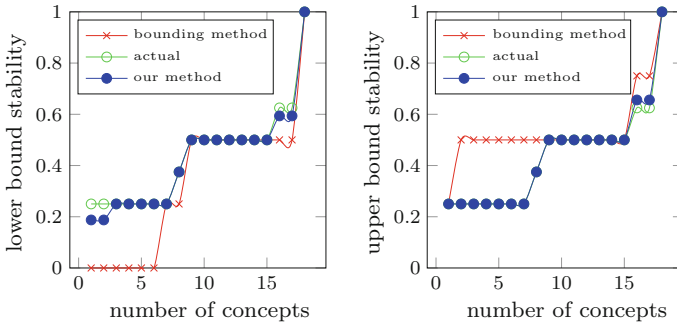 lower bound stability
1
0.8
0.6
0.4
0.2
0
0
5
10
15
number of concepts
bounding method
actual
our method
upper bound stability
1
0.8
0.6
0.4
0.2
0
0
5
10
15
number of concepts
bounding method
actual
our method